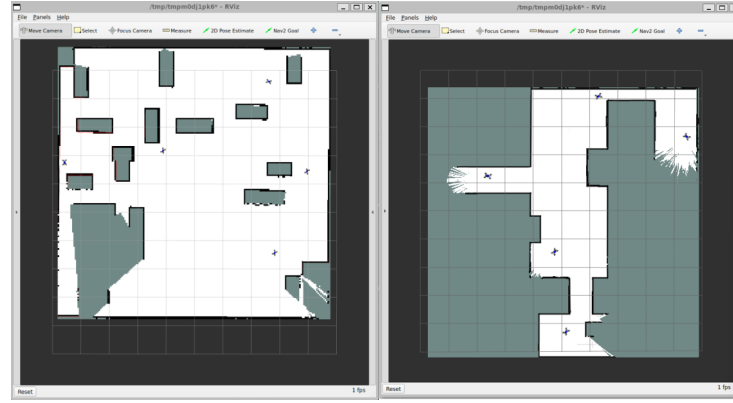 /tmp/tmpm0dj1pk6* - RViz
File Panels Help
Move Camera Select Focus Camera Measure 2D Pose Estimate Nav2 Goal
Reset 1 fps
/tmp/tmpm0dj1pk6* - RViz
File Panels Help
Move Camera Select Focus Camera Measure 2D Pose Estimate Nav2 Goal
Reset 1 fps